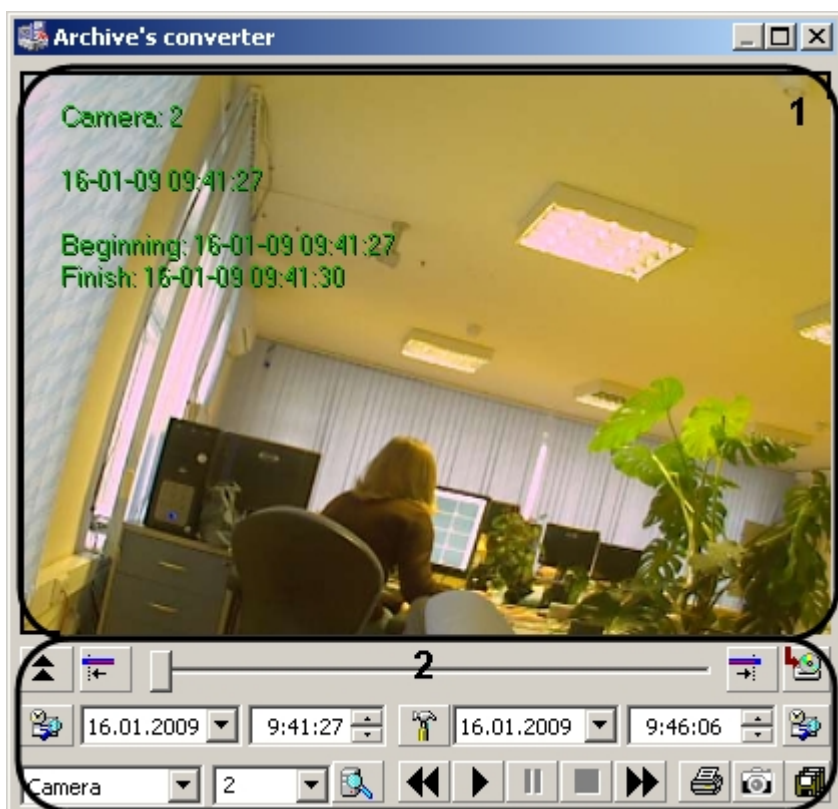 Archive's converter
1
Camera: 2
16-01-09 09:41:27
Beginning: 16-01-09 09:41:27
Finish: 16-01-09 09:41:30
2
16.01.2009 9:41:27 16.01.2009 9:46:06
Camera 2